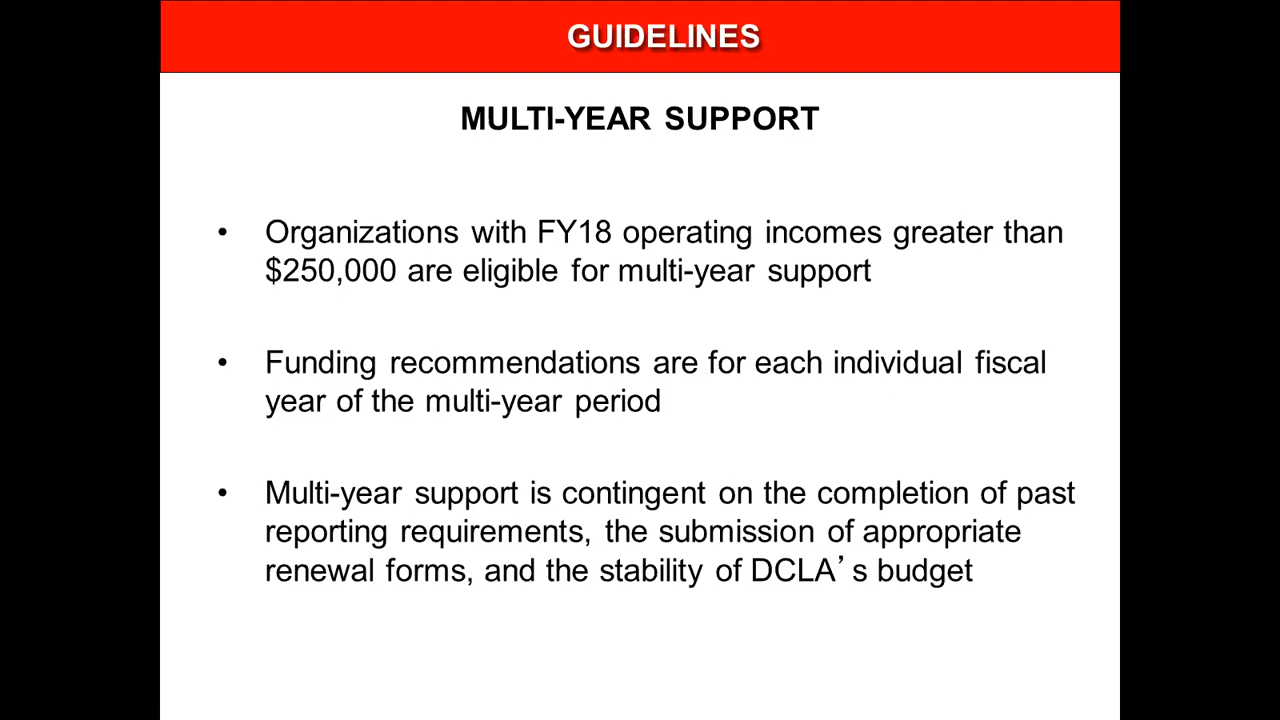 GUIDELINES
MULTI-YEAR SUPPORT
• Organizations with FY18 operating incomes greater than
$250,000 are eligible for multi-year support
• Funding recommendations are for each individual fiscal
year of the multi-year period
• Multi-year support is contingent on the completion of past
reporting requirements, the submission of appropriate
renewal forms, and the stability of DCLA’s budget